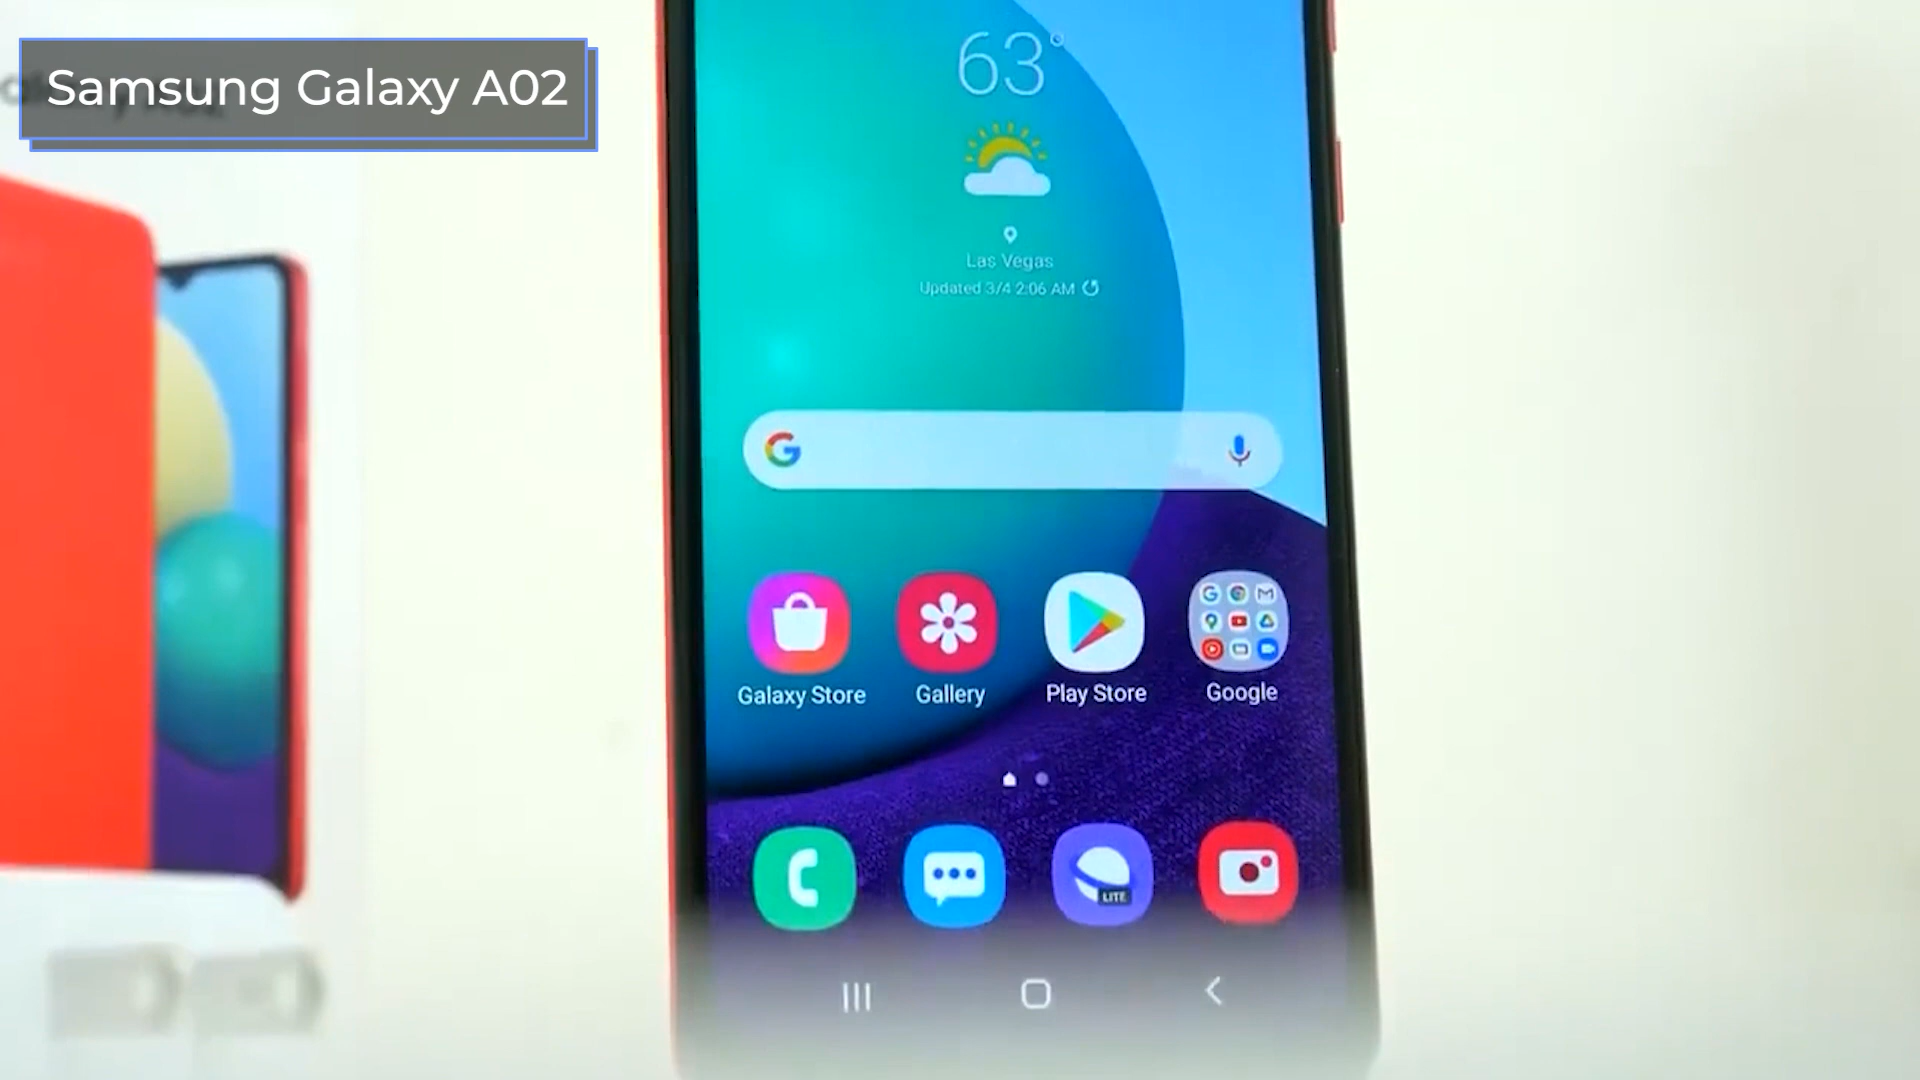 Samsung Galaxy A02
63°
Las Vegas
Updated 3/4 2:06 AM
Galaxy Store
Gallery
Play Store
Google
LITE